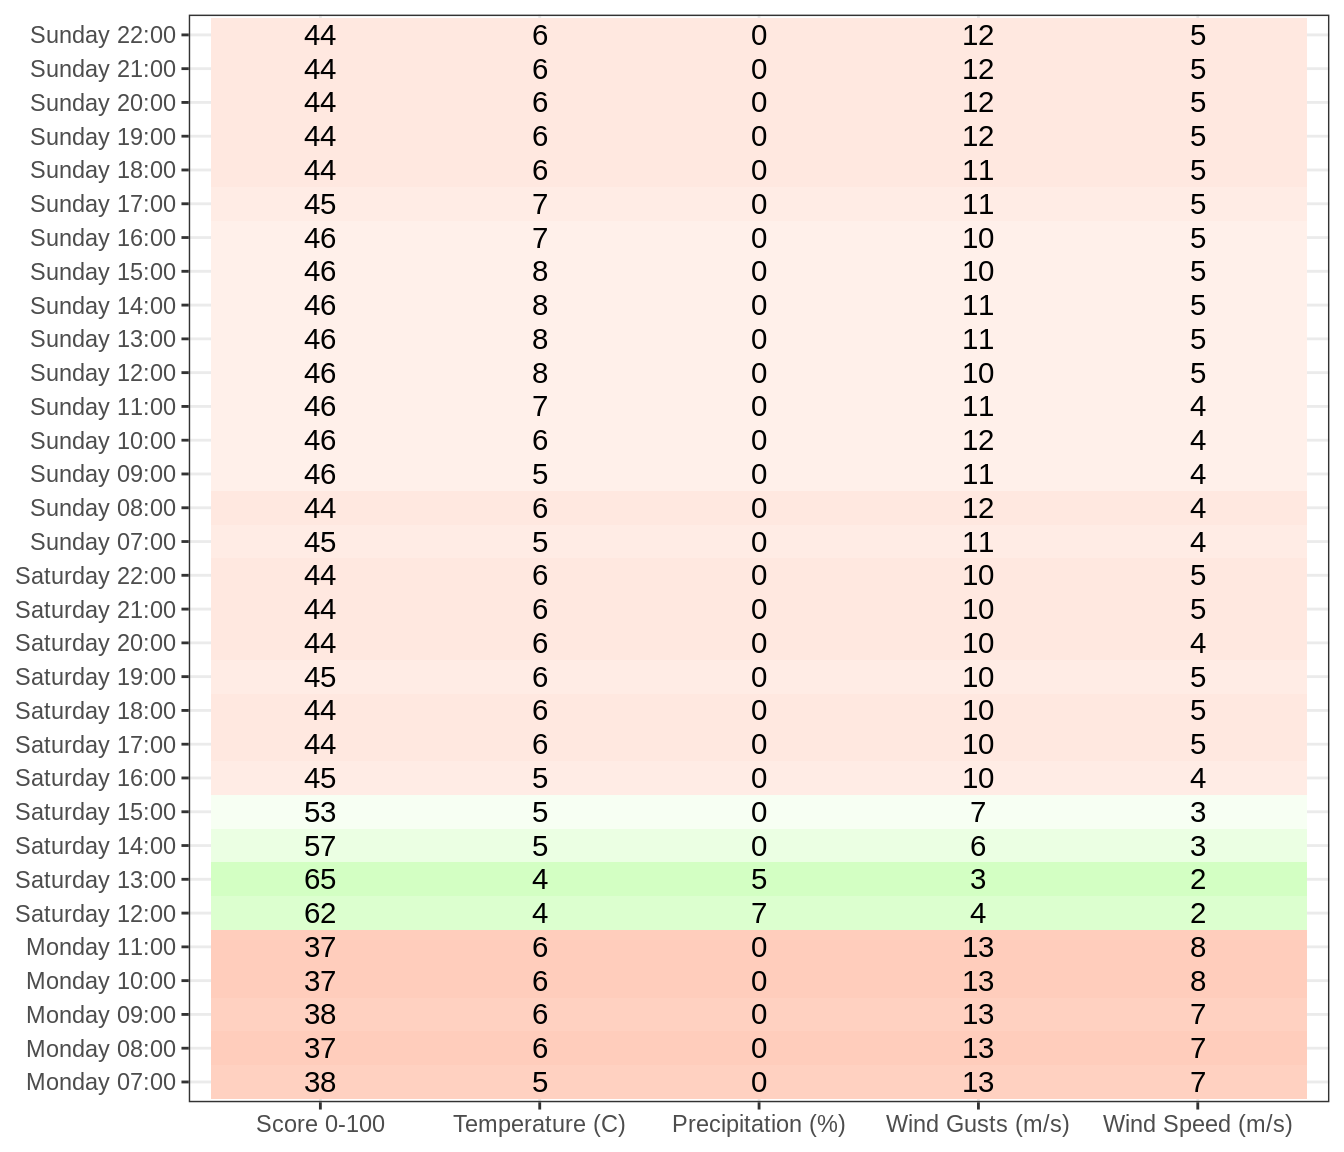 Sunday 22:00 44 6 0 12 5
Sunday 21:00 44 6 0 12 5
Sunday 20:00 44 6 0 12 5
Sunday 19:00 44 6 0 12 5
Sunday 18:00 44 6 0 11 5
Sunday 17:00 45 7 0 11 5
Sunday 16:00 46 7 0 10 5
Sunday 15:00 46 8 0 10 5
Sunday 14:00 46 8 0 11 5
Sunday 13:00 46 8 0 11 5
Sunday 12:00 46 8 0 10 5
Sunday 11:00 46 7 0 11 4
Sunday 10:00 46 6 0 12 4
Sunday 09:00 46 5 0 11 4
Sunday 08:00 44 6 0 12 4
Sunday 07:00 45 5 0 11 4
Saturday 22:00 44 6 0 10 5
Saturday 21:00 44 6 0 10 5
Saturday 20:00 44 6 0 10 4
Saturday 19:00 45 6 0 10 5
Saturday 18:00 44 6 0 10 5
Saturday 17:00 44 6 0 10 5
Saturday 16:00 45 5 0 10 4
Saturday 15:00 53 5 0 7 3
Saturday 14:00 57 5 0 6 3
Saturday 13:00 65 4 5 3 2
Saturday 12:00 62 4 7 4 2
Monday 11:00 37 6 0 13 8
Monday 10:00 37 6 0 13 8
Monday 09:00 38 6 0 13 7
Monday 08:00 37 6 0 13 7
Monday 07:00 38 5 0 13 7
Score 0-100 Temperature (C) Precipitation (%) Wind Gusts (m/s) Wind Speed (m/s)